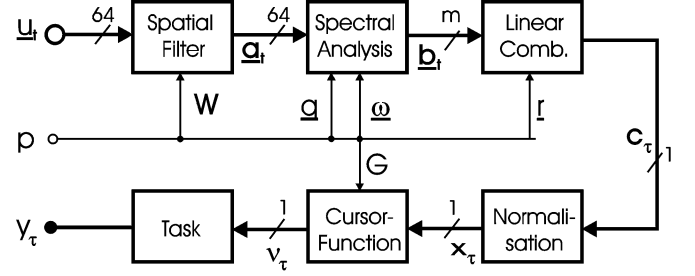 u_t
64
Spatial
Filter
64
a_t
Spectral
Analysis
m
b_t
Linear
Comb.
W
q
ω
r
p
G
c_τ
1
y_τ
Task
1
ν_τ
Cursor-
Function
1
x_τ
Normali-
sation